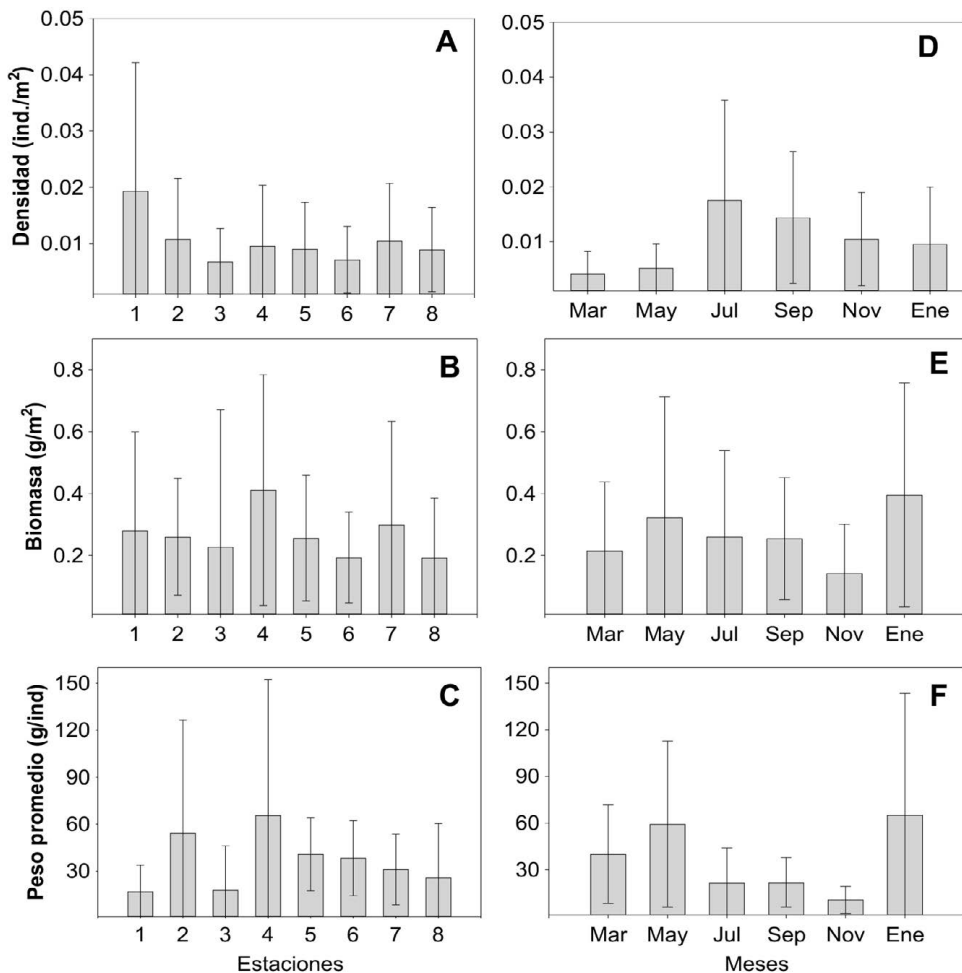 A
Densidad (ind./m²)
0.05
0.04
0.03
0.02
0.01
1 2 3 4 5 6 7 8
D
0.05
0.04
0.03
0.02
0.01
Mar May Jul Sep Nov Ene
B
Biomasa (g/m²)
0.8
0.6
0.4
0.2
1 2 3 4 5 6 7 8
E
0.8
0.6
0.4
0.2
Mar May Jul Sep Nov Ene
C
Peso promedio (g/ind)
150
120
90
60
30
1 2 3 4 5 6 7 8
Estaciones
F
150
120
90
60
30
Mar May Jul Sep Nov Ene
Meses